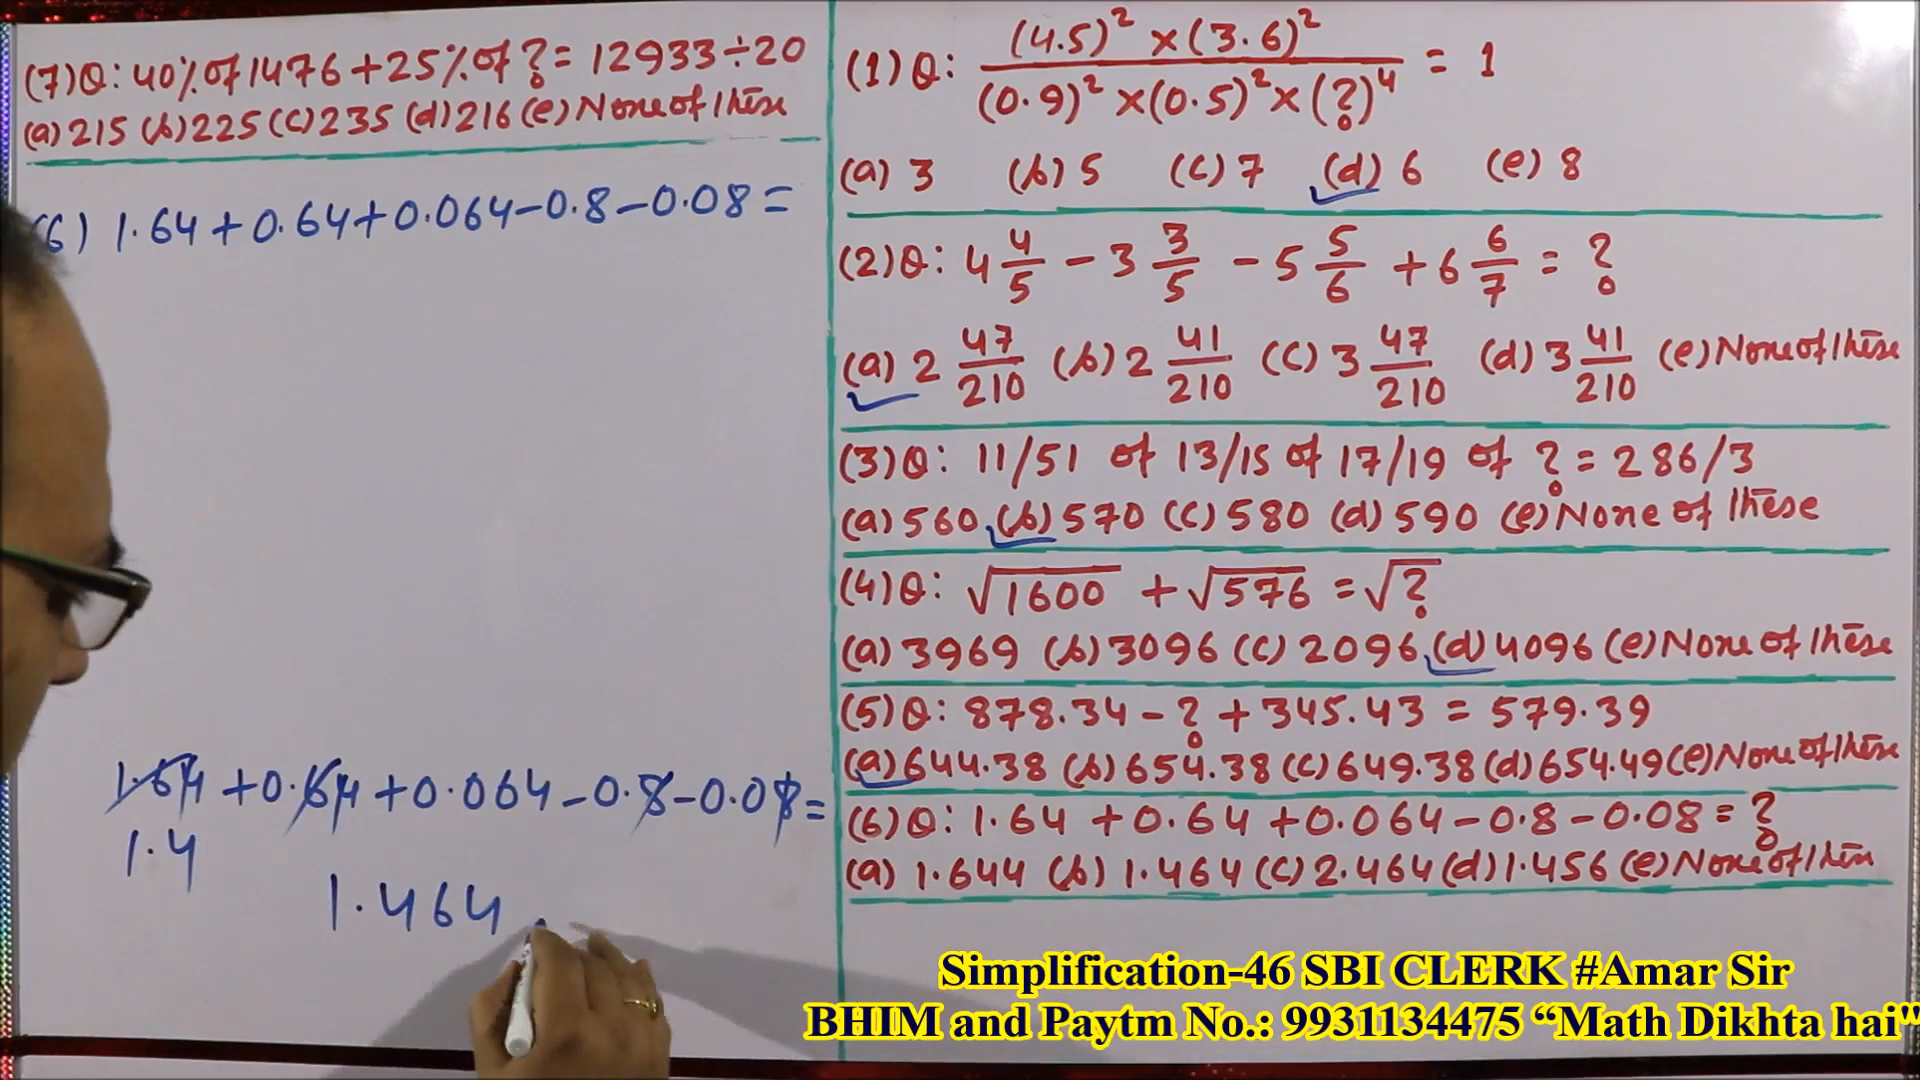 (7)Q: 40% of 1476 + 25% of ? = 12933 ÷ 20
(a) 215 (b) 225 (c) 235 (d) 216 (e) None of these
(6) 1.64 + 0.64 + 0.064 - 0.8 - 0.08 =
1.64 + 0.64 + 0.064 - 0.8 - 0.08 =
1.4
1.464
(1) Q: (4.5)² × (3.6)² / (0.9)² × (0.5)² × (?)⁴ = 1
(a) 3 (b) 5 (c) 7 (d) 6 (e) 8
(2) Q: 4 4/5 - 3 3/5 - 5 5/6 + 6 6/7 = ?
(a) 2 47/210 (b) 2 41/210 (c) 3 47/210 (d) 3 41/210 (e) None of these
(3) Q: 11/51 of 13/15 of 17/19 of ? = 286/3
(a) 560 (b) 570 (c) 580 (d) 590 (e) None of these
(4) Q: √1600 + √576 = √?
(a) 3969 (b) 3096 (c) 2096 (d) 4096 (e) None of these
(5) Q: 878.34 - ? + 345.43 = 579.39
(a) 644.38 (b) 654.38 (c) 649.38 (d) 654.49 (e) None of these
(6) Q: 1.64 + 0.64 + 0.064 - 0.8 - 0.08 = ?
(a) 1.644 (b) 1.464 (c) 2.464 (d) 1.456 (e) None of these
Simplification-46 SBI CLERK #Amar Sir
BHIM and Paytm No.: 9931134475 “Math Dikhta hai"